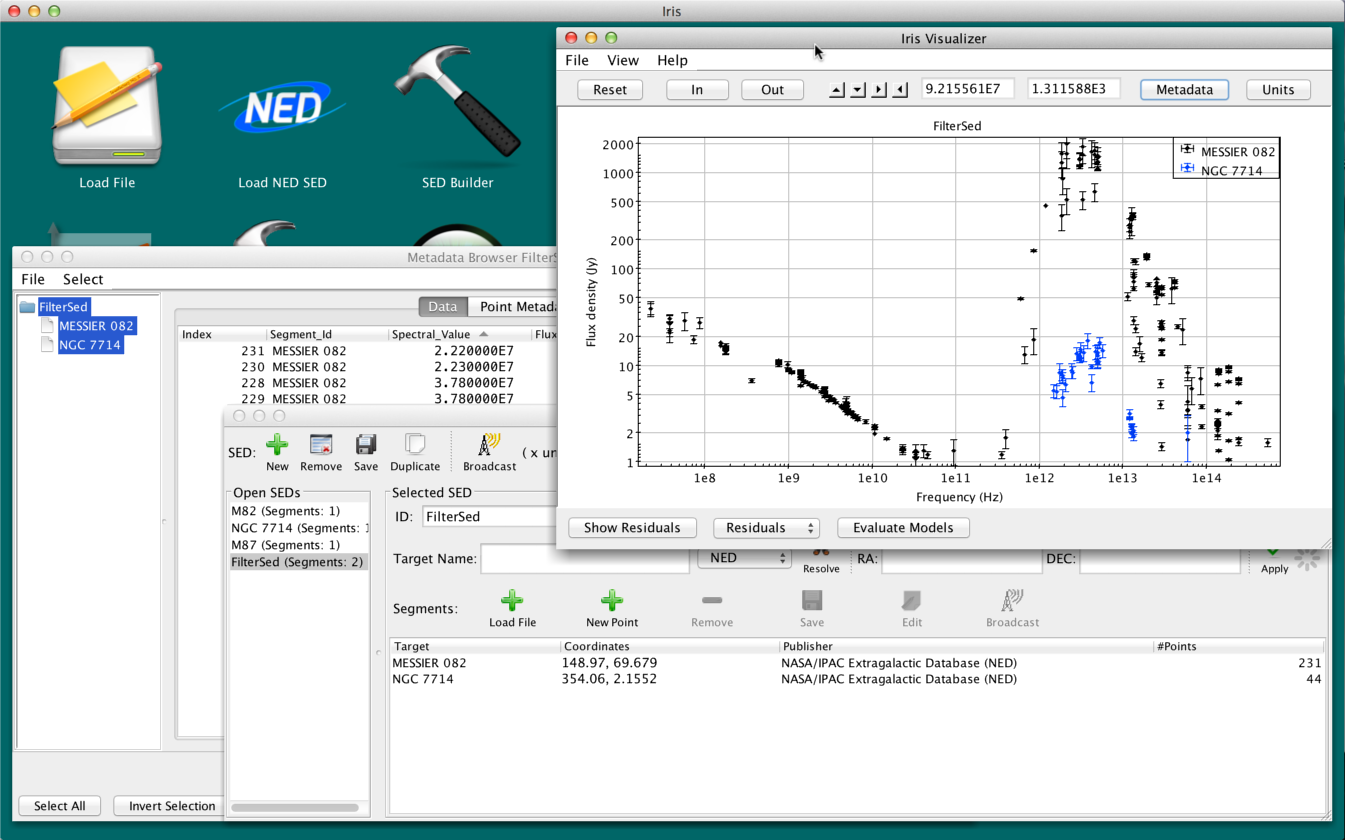 Iris
Load File
NED
Load NED SED
SED Builder
Iris Visualizer
File View Help
Reset In Out 9.215561E7 1.311588E3 Metadata Units
FilterSed
MESSIER 082
NGC 7714
2000
1000
500
200
100
50
20
10
5
2
1
Flux density (Jy)
1e8 1e9 1e10 1e11 1e12 1e13 1e14
Frequency (Hz)
Show Residuals Residuals Evaluate Models
Metadata Browser FilterS
File Select
FilterSed
MESSIER 082
NGC 7714
Data Point Metada
Index Segment_Id Spectral_Value Flux
231 MESSIER 082 2.220000E7
230 MESSIER 082 2.230000E7
228 MESSIER 082 3.780000E7
229 MESSIER 082 3.780000E7
Select All Invert Selection
SED: New Remove Save Duplicate Broadcast ( x un
Open SEDs
M82 (Segments: 1)
NGC 7714 (Segments: 1
M87 (Segments: 1)
FilterSed (Segments: 2)
Selected SED
ID: FilterSed
Target Name: NED Resolve RA: DEC: Apply
Segments: Load File New Point Remove Save Edit Broadcast
Target Coordinates Publisher #Points
MESSIER 082 148.97, 69.679 NASA/IPAC Extragalactic Database (NED) 231
NGC 7714 354.06, 2.1552 NASA/IPAC Extragalactic Database (NED) 44